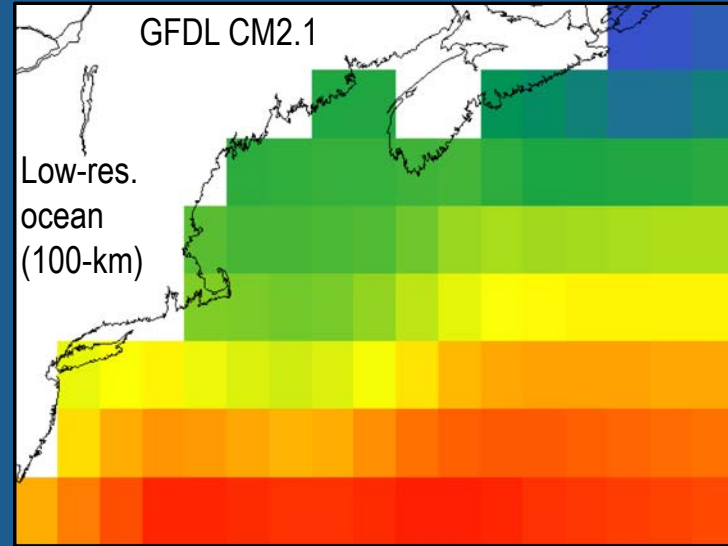 GFDL CM2.1
Low-res.
ocean
(100-km)